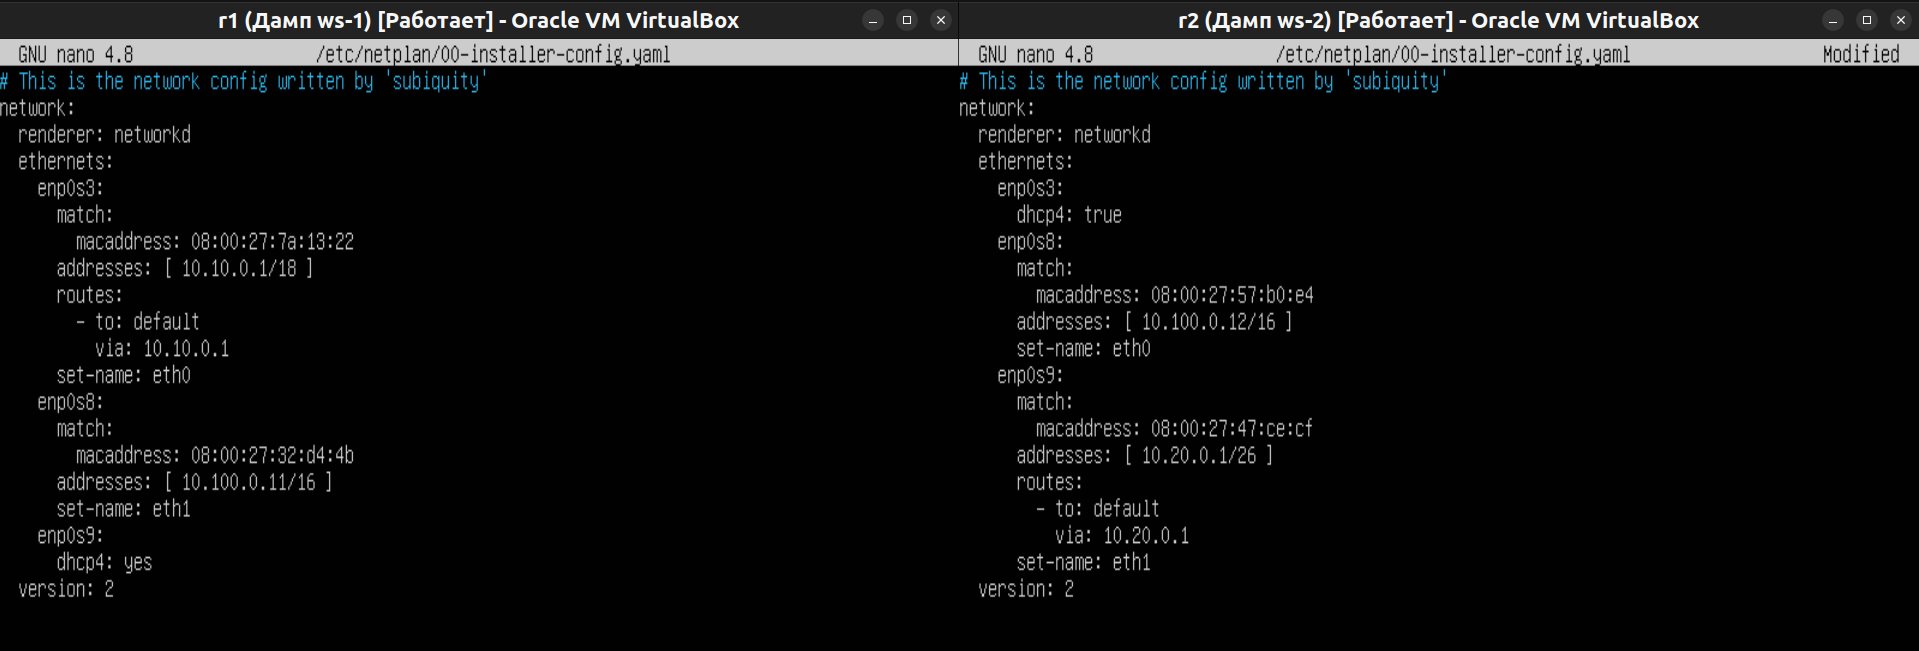 r1 (Дамп ws-1) [Работает] - Oracle VM VirtualBox
GNU nano 4.8 /etc/netplan/00-installer-config.yaml
# This is the network config written by 'subiquity'
network:
  renderer: networkd
  ethernets:
    enp0s3:
      match:
        macaddress: 08:00:27:7a:13:22
      addresses: [ 10.10.0.1/18 ]
      routes:
        - to: default
          via: 10.10.0.1
      set-name: eth0
    enp0s8:
      match:
        macaddress: 08:00:27:32:d4:4b
      addresses: [ 10.100.0.11/16 ]
      set-name: eth1
    enp0s9:
      dhcp4: yes
  version: 2
r2 (Дамп ws-2) [Работает] - Oracle VM VirtualBox
GNU nano 4.8 /etc/netplan/00-installer-config.yaml Modified
# This is the network config written by 'subiquity'
network:
  renderer: networkd
  ethernets:
    enp0s3:
      dhcp4: true
    enp0s8:
      match:
        macaddress: 08:00:27:57:b0:e4
      addresses: [ 10.100.0.12/16 ]
      set-name: eth0
    enp0s9:
      match:
        macaddress: 08:00:27:47:ce:cf
      addresses: [ 10.20.0.1/26 ]
      routes:
        - to: default
          via: 10.20.0.1
      set-name: eth1
  version: 2